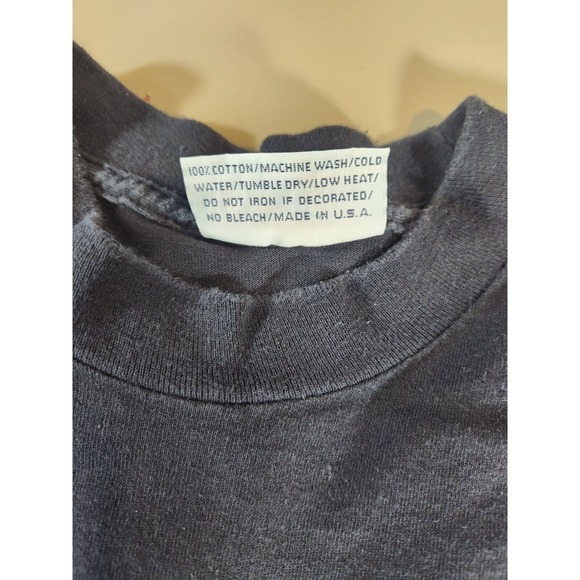 100% COTTON/MACHINE WASH/COLD
WATER/TUMBLE DRY/LOW HEAT/
DO NOT IRON IF DECORATED/
NO BLEACH/MADE IN U.S.A.